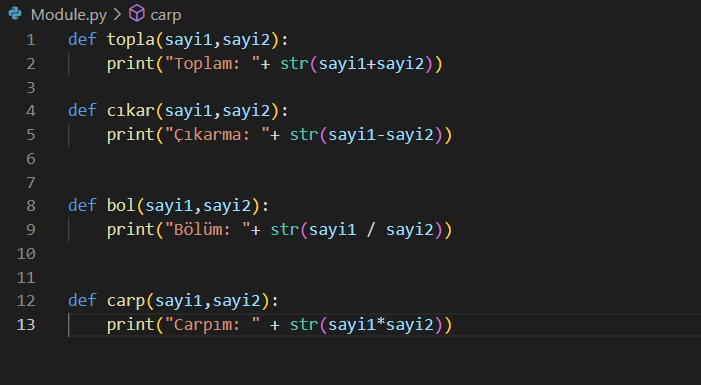 Module.py > carp
1 def topla(sayi1,sayi2):
2     print("Toplam: "+ str(sayi1+sayi2))
3
4 def cıkar(sayi1,sayi2):
5     print("Çıkarma: "+ str(sayi1-sayi2))
6
7
8 def bol(sayi1,sayi2):
9     print("Bölüm: "+ str(sayi1 / sayi2))
10
11
12 def carp(sayi1,sayi2):
13     print("Carpım: " + str(sayi1*sayi2))